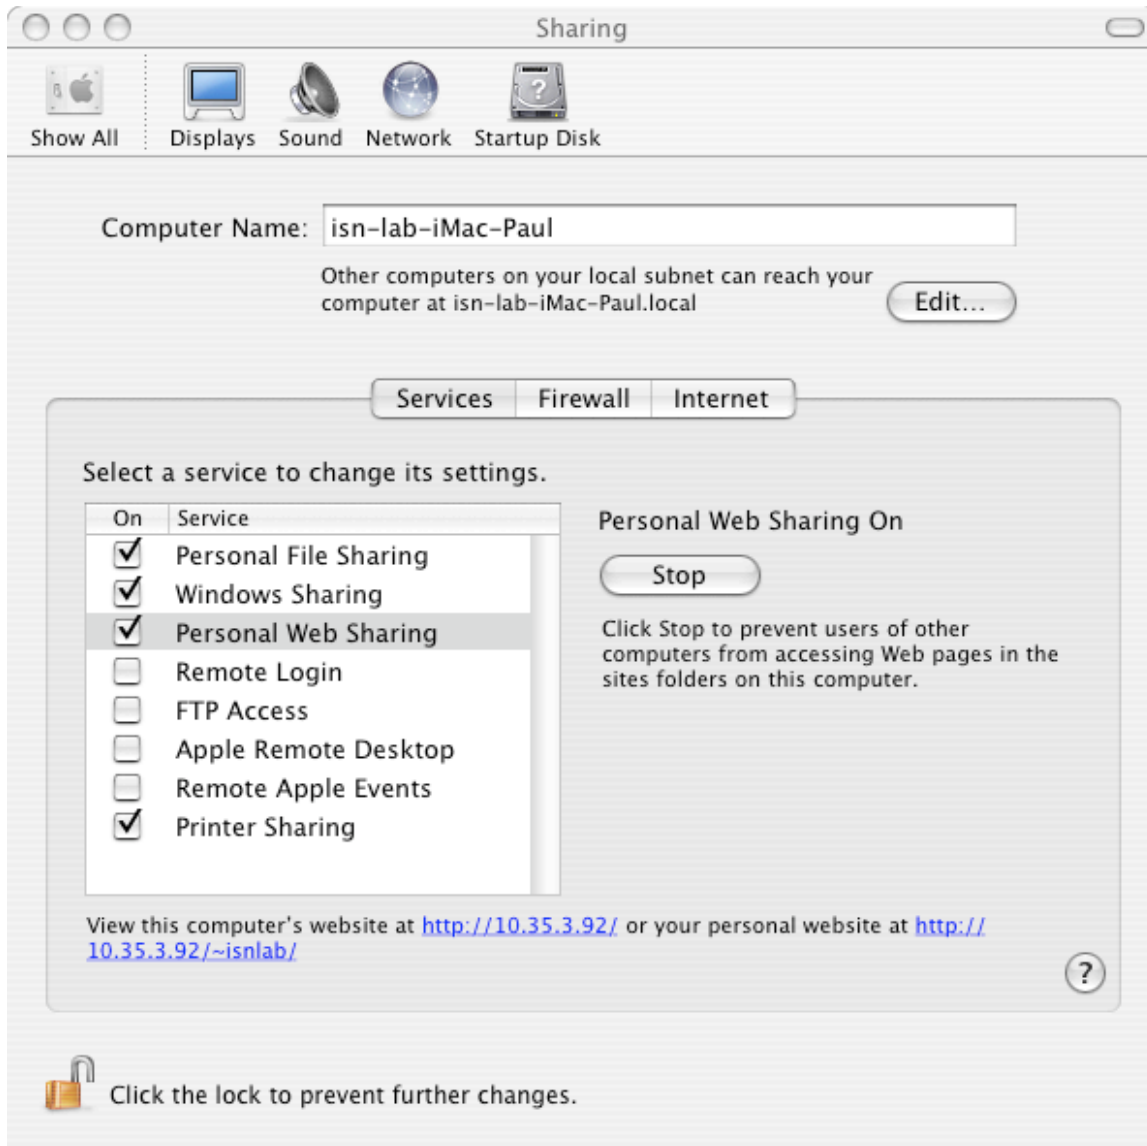 Sharing
Show All
Displays
Sound
Network
Startup Disk
Computer Name: isn-lab-iMac-Paul
Other computers on your local subnet can reach your
computer at isn-lab-iMac-Paul.local
Edit...
Services
Firewall
Internet
Select a service to change its settings.
On Service
Personal File Sharing
Windows Sharing
Personal Web Sharing
Remote Login
FTP Access
Apple Remote Desktop
Remote Apple Events
Printer Sharing
Personal Web Sharing On
Stop
Click Stop to prevent users of other
computers from accessing Web pages in the
sites folders on this computer.
View this computer's website at http://10.35.3.92/ or your personal website at http://
10.35.3.92/~isnlab/
?
Click the lock to prevent further changes.